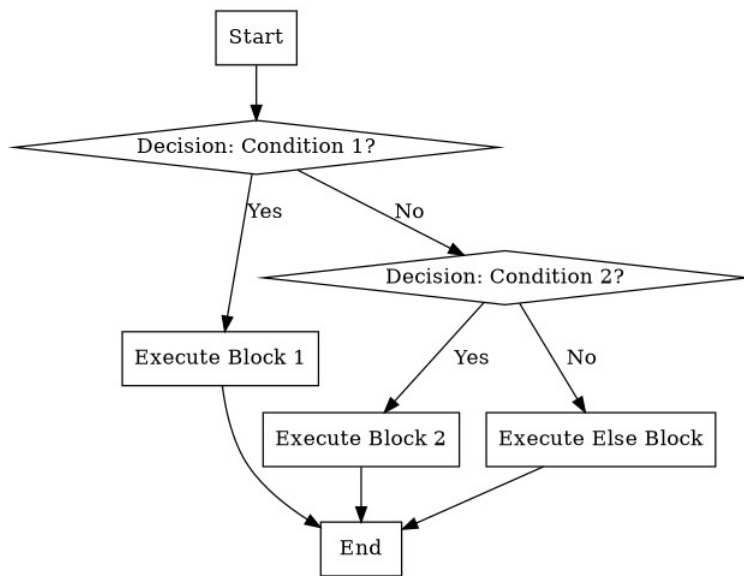 Start
Decision: Condition 1?
Yes
No
Decision: Condition 2?
Execute Block 1
Yes
No
Execute Block 2
Execute Else Block
End